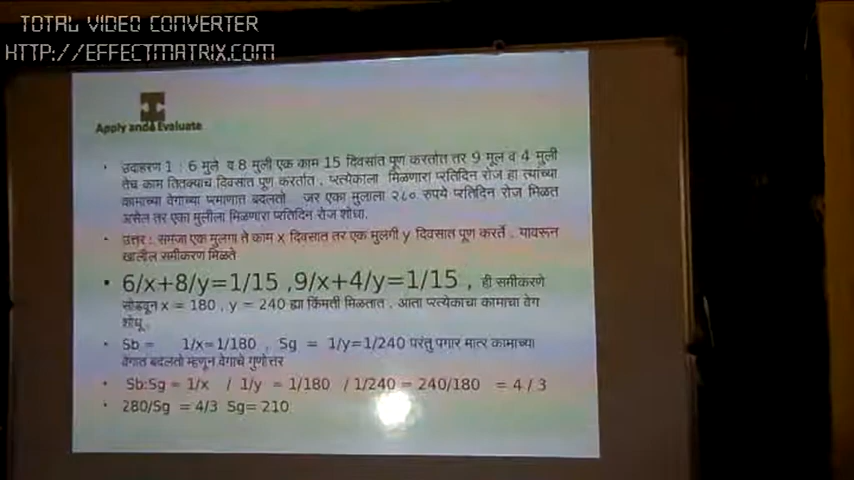 TOTAL VIDEO CONVERTER
HTTP://EFFECTMATRIX.COM
Apply and Evaluate
• उदाहरण 1 : 6 मुले व 8 मुली एक काम 15 दिवसांत पूण करतात तर 9 मूल व 4 मुली
तेच काम तितक्याच दिवसात पूण करतात . प्रत्येकाला मिळणारा प्रतिदिन रोज हा त्यांच्या
कामाच्या वेगाच्या प्रमाणात बदलतो . जर एका मुलाला २८० रुपये प्रतिदिन रोज मिळत
असेल तर एका मुलीला मिळणारा प्रतिदिन रोज शोधा.
• उत्तर : समजा एक मुलगा ते काम x दिवसात तर एक मुलगी y दिवसात पूण करते . यावरून
खालील समीकरण मिळते
• 6/x+8/y=1/15 ,9/x+4/y=1/15 , ही समीकरणे
सोडवून x = 180 , y = 240 ह्या किंमती मिळतात . आता प्रत्येकाचा कामाचा वेग
शोधू .
• Sb = 1/x=1/180 , Sg = 1/y=1/240 परंतु पगार मात्र कामाच्या
वेगात बदलतो म्हणून वेगाचे गुणोत्तर
• Sb:Sg = 1/x / 1/y = 1/180 / 1/240 = 240/180 = 4 / 3
• 280/Sg = 4/3 Sg= 210